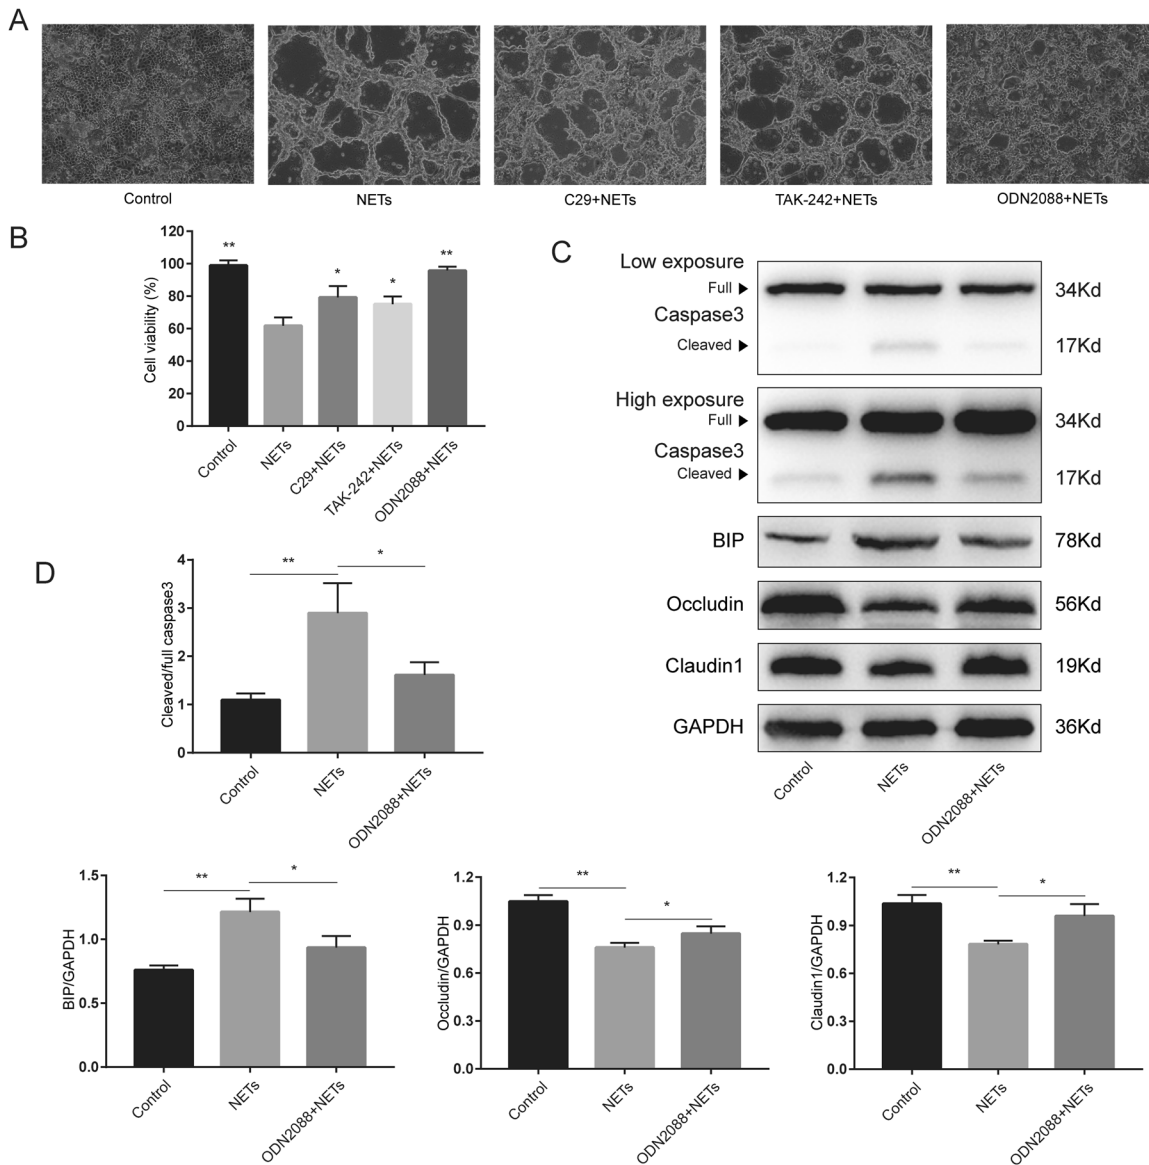 A
Control
NETs
C29+NETs
TAK-242+NETs
ODN2088+NETs
B
Cell viability (%)
120
100
80
60
40
20
0
**
*
*
**
Control
NETs
C29+NETs
TAK-242+NETs
ODN2088+NETs
C
Low exposure
Full
34Kd
Caspase3
Cleaved
17Kd
High exposure
Full
34Kd
Caspase3
Cleaved
17Kd
BIP
78Kd
Occludin
56Kd
Claudin1
19Kd
GAPDH
36Kd
Control
NETs
ODN2088+NETs
D
Cleaved/full caspase3
4
3
2
1
0
**
*
Control
NETs
ODN2088+NETs
BIP/GAPDH
1.5
1.0
0.5
0.0
**
*
Control
NETs
ODN2088+NETs
Occludin/GAPDH
1.2
0.9
0.6
0.3
0.0
**
*
Control
NETs
ODN2088+NETs
Claudin1/GAPDH
1.2
0.9
0.6
0.3
0.0
**
*
Control
NETs
ODN2088+NETs